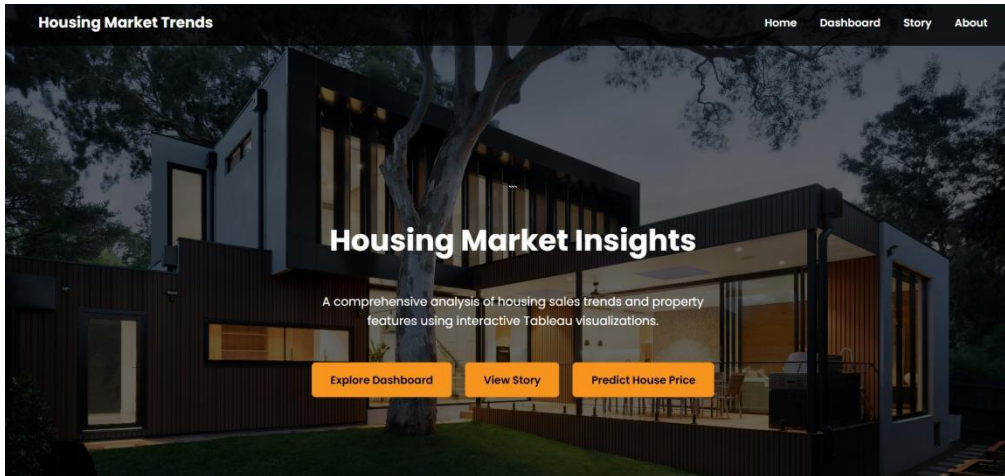 Housing Market Trends
Home Dashboard Story About
Housing Market Insights
A comprehensive analysis of housing sales trends and property
features using interactive Tableau visualizations.
Explore Dashboard View Story Predict House Price